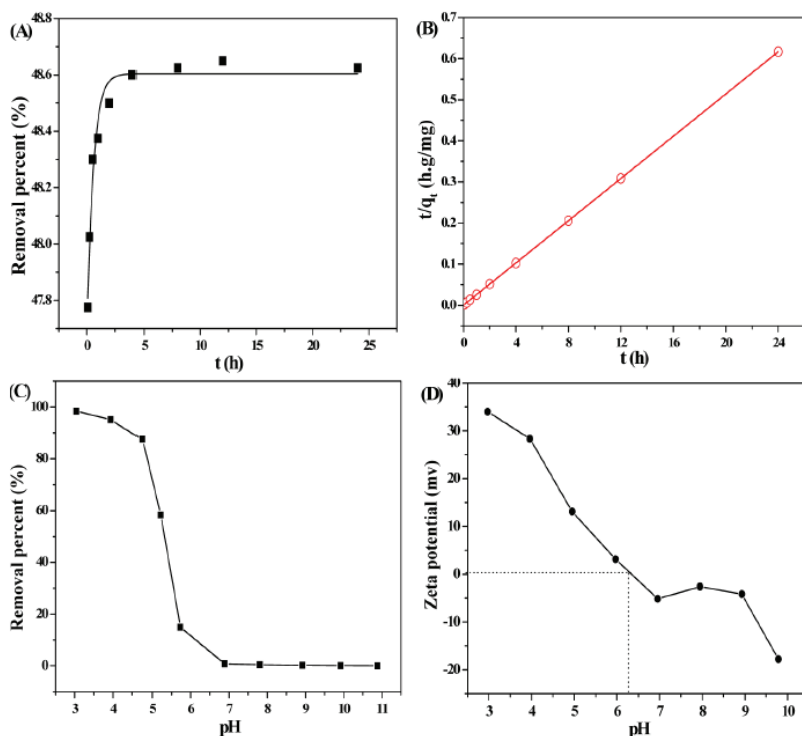 (A)
Removal percent (%)
48.8
48.6
48.4
48.2
48.0
47.8
0 5 10 15 20 25
t (h)
(B)
t/qt (h.g/mg)
0.7
0.6
0.5
0.4
0.3
0.2
0.1
0.0
0 4 8 12 16 20 24
t (h)
(C)
Removal percent (%)
100
80
60
40
20
0
3 4 5 6 7 8 9 10 11
pH
(D)
Zeta potential (mv)
40
30
20
10
0
-10
-20
3 4 5 6 7 8 9 10
pH